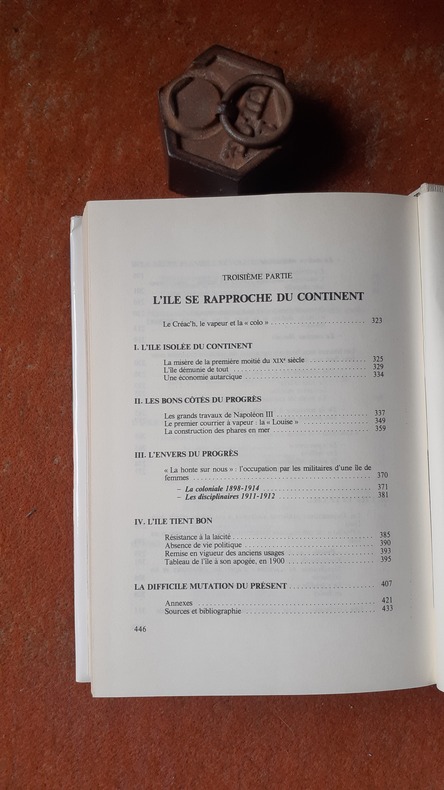 TROISIÈME PARTIE
L'ILE SE RAPPROCHE DU CONTINENT
Le Créac'h, le vapeur et la « colo » ........................ 323
I. L'ILE ISOLÉE DU CONTINENT
La misère de la première moitié du XIXe siècle ............... 325
L'île démunie de tout ........................ 329
Une économie autarcique ........................ 334
II. LES BONS CÔTÉS DU PROGRÈS
Les grands travaux de Napoléon III ........................ 337
Le premier courrier à vapeur : la « Louise » ................ 349
La construction des phares en mer ........................ 359
III. L'ENVERS DU PROGRÈS
« La honte sur nous » : l'occupation par les militaires d'une île de
femmes ........................ 370
– La coloniale 1898-1914 ........................ 371
– Les disciplinaires 1911-1912 ........................ 381
IV. L'ILE TIENT BON
Résistance à la laïcité ........................ 385
Absence de vie politique ........................ 390
Remise en vigueur des anciens usages ........................ 393
Tableau de l'île à son apogée, en 1900 ........................ 395
LA DIFFICILE MUTATION DU PRÉSENT ........................ 407
Annexes ........................ 421
Sources et bibliographie ........................ 433
446